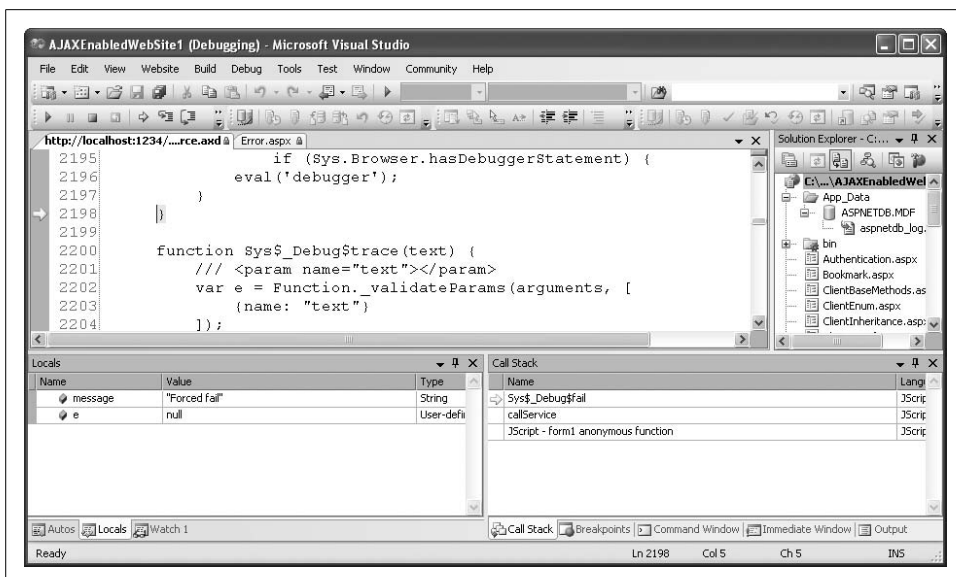 AJAXEnabledWebSite1 (Debugging) - Microsoft Visual Studio
File Edit View Website Build Debug Tools Test Window Community Help
http://localhost:1234/....rce.axd Error.aspx
2195 if (Sys.Browser.hasDebuggerStatement) {
2196 eval('debugger');
2197 }
2198 }
2199
2200 function Sys$_Debug$trace(text) {
2201 /// <param name="text"></param>
2202 var e = Function._validateParams(arguments, [
2203 {name: "text"}
2204 ]);
Solution Explorer - C:...
C:\...\AJAXEnabledWel
App_Data
ASPNETDB.MDF
aspnetdb_log.
bin
Authentication.aspx
Bookmark.aspx
ClientBaseMethods.as
ClientEnum.aspx
ClientInheritance.asp
Locals
Name Value Type
message "Forced fail" String
e null User-defi
Autos Locals Watch 1
Call Stack
Name Langu
Sys$_Debug$fail JScrip
callService JScrip
JScript - form1 anonymous function JScrip
Call Stack Breakpoints Command Window Immediate Window Output
Ready Ln 2198 Col 5 Ch 5 INS